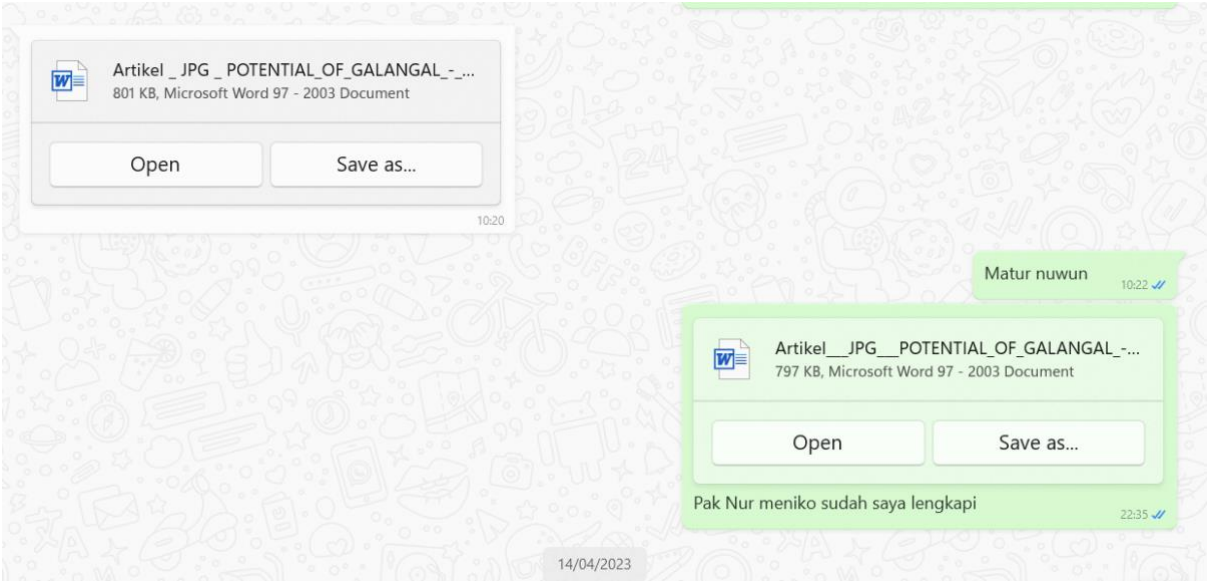 Artikel _ JPG _ POTENTIAL_OF_GALANGAL_-_...
801 KB, Microsoft Word 97 - 2003 Document
Open
Save as...
10:20
Matur nuwun
10:22
Artikel___JPG___POTENTIAL_OF_GALANGAL_-...
797 KB, Microsoft Word 97 - 2003 Document
Open
Save as...
Pak Nur meniko sudah saya lengkapi
22:35
14/04/2023